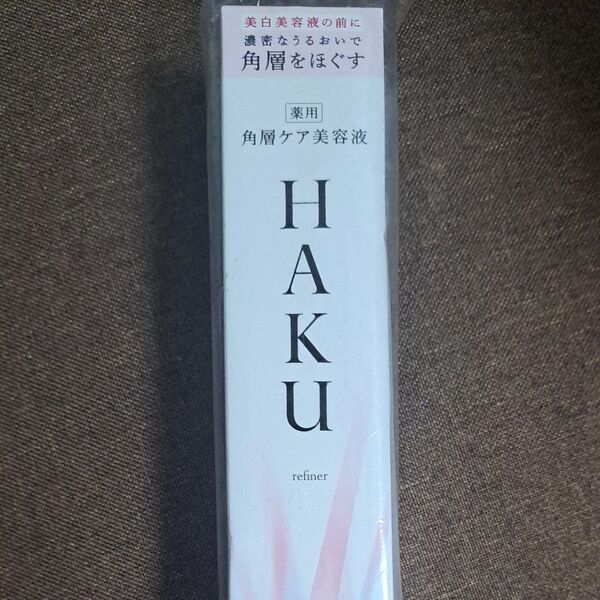 美白美容液の前に
濃密なうるおいで
角層をほぐす
薬用
角層ケア美容液
HAKU
refiner